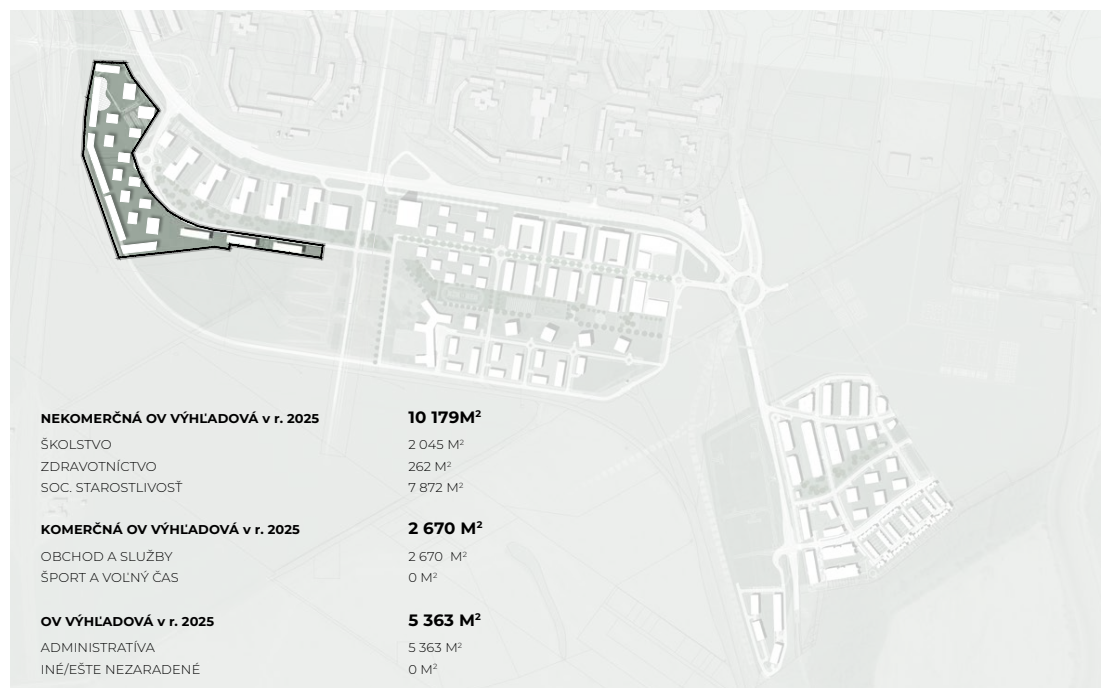 NEKOMERČNÁ OV VÝHĽADOVÁ v r. 2025 10 179M²
ŠKOLSTVO 2 045 M²
ZDRAVOTNÍCTVO 262 M²
SOC. STAROSTLIVOSŤ 7 872 M²
KOMERČNÁ OV VÝHĽADOVÁ v r. 2025 2 670 M²
OBCHOD A SLUŽBY 2 670 M²
ŠPORT A VOĽNÝ ČAS 0 M²
OV VÝHĽADOVÁ v r. 2025 5 363 M²
ADMINISTRATÍVA 5 363 M²
INÉ/EŠTE NEZARADENÉ 0 M²